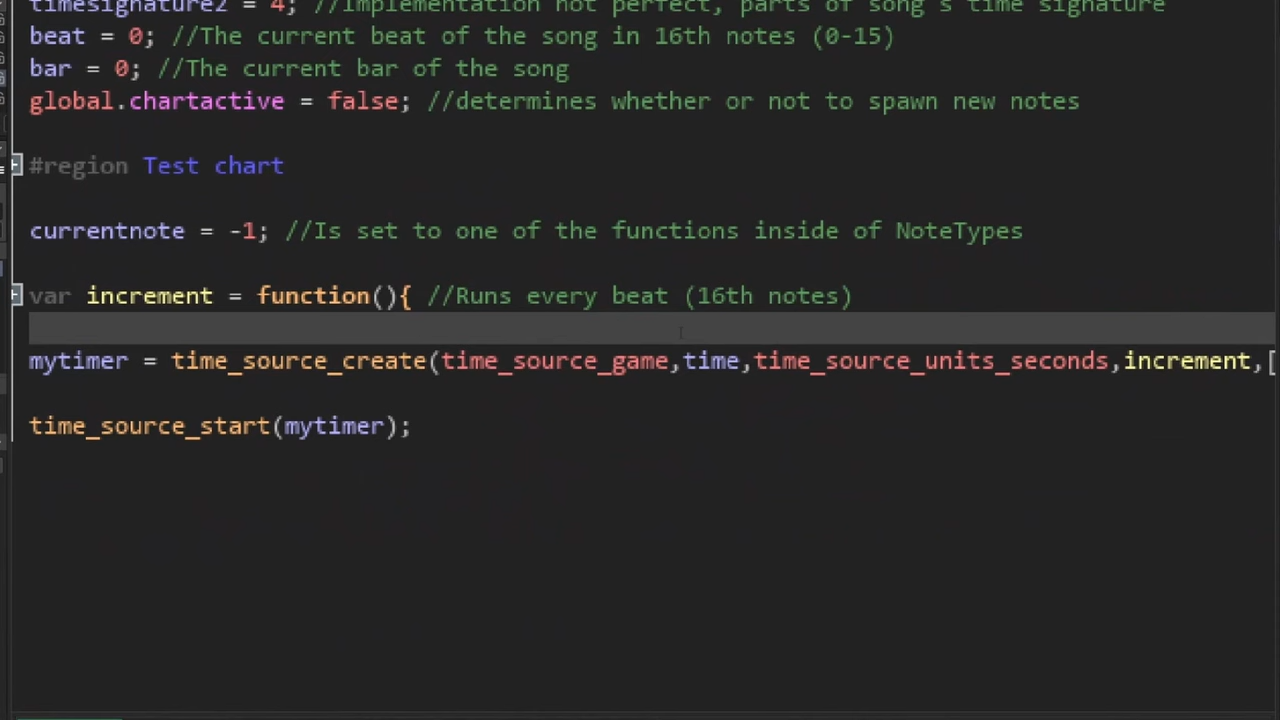 timesignature2 = 4; //Implementation not perfect, parts of song's time signature
beat = 0; //The current beat of the song in 16th notes (0-15)
bar = 0; //The current bar of the song
global.chartactive = false; //determines whether or not to spawn new notes
#region Test chart
currentnote = -1; //Is set to one of the functions inside of NoteTypes
var increment = function(){ //Runs every beat (16th notes)
mytimer = time_source_create(time_source_game,time,time_source_units_seconds,increment,[
time_source_start(mytimer);